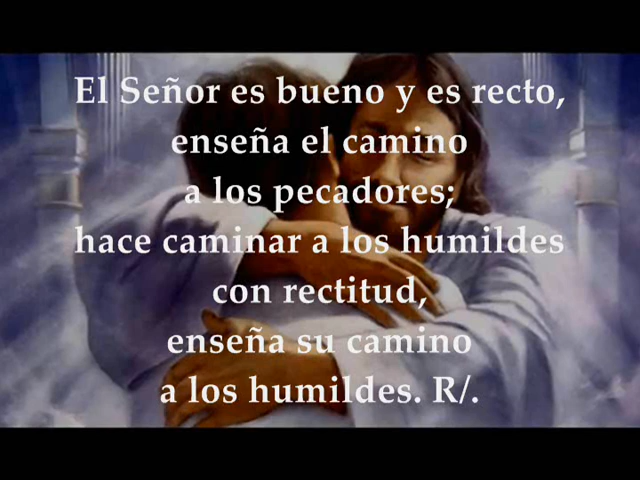 El Señor es bueno y es recto,
enseña el camino
a los pecadores;
hace caminar a los humildes
con rectitud,
enseña su camino
a los humildes. R/.